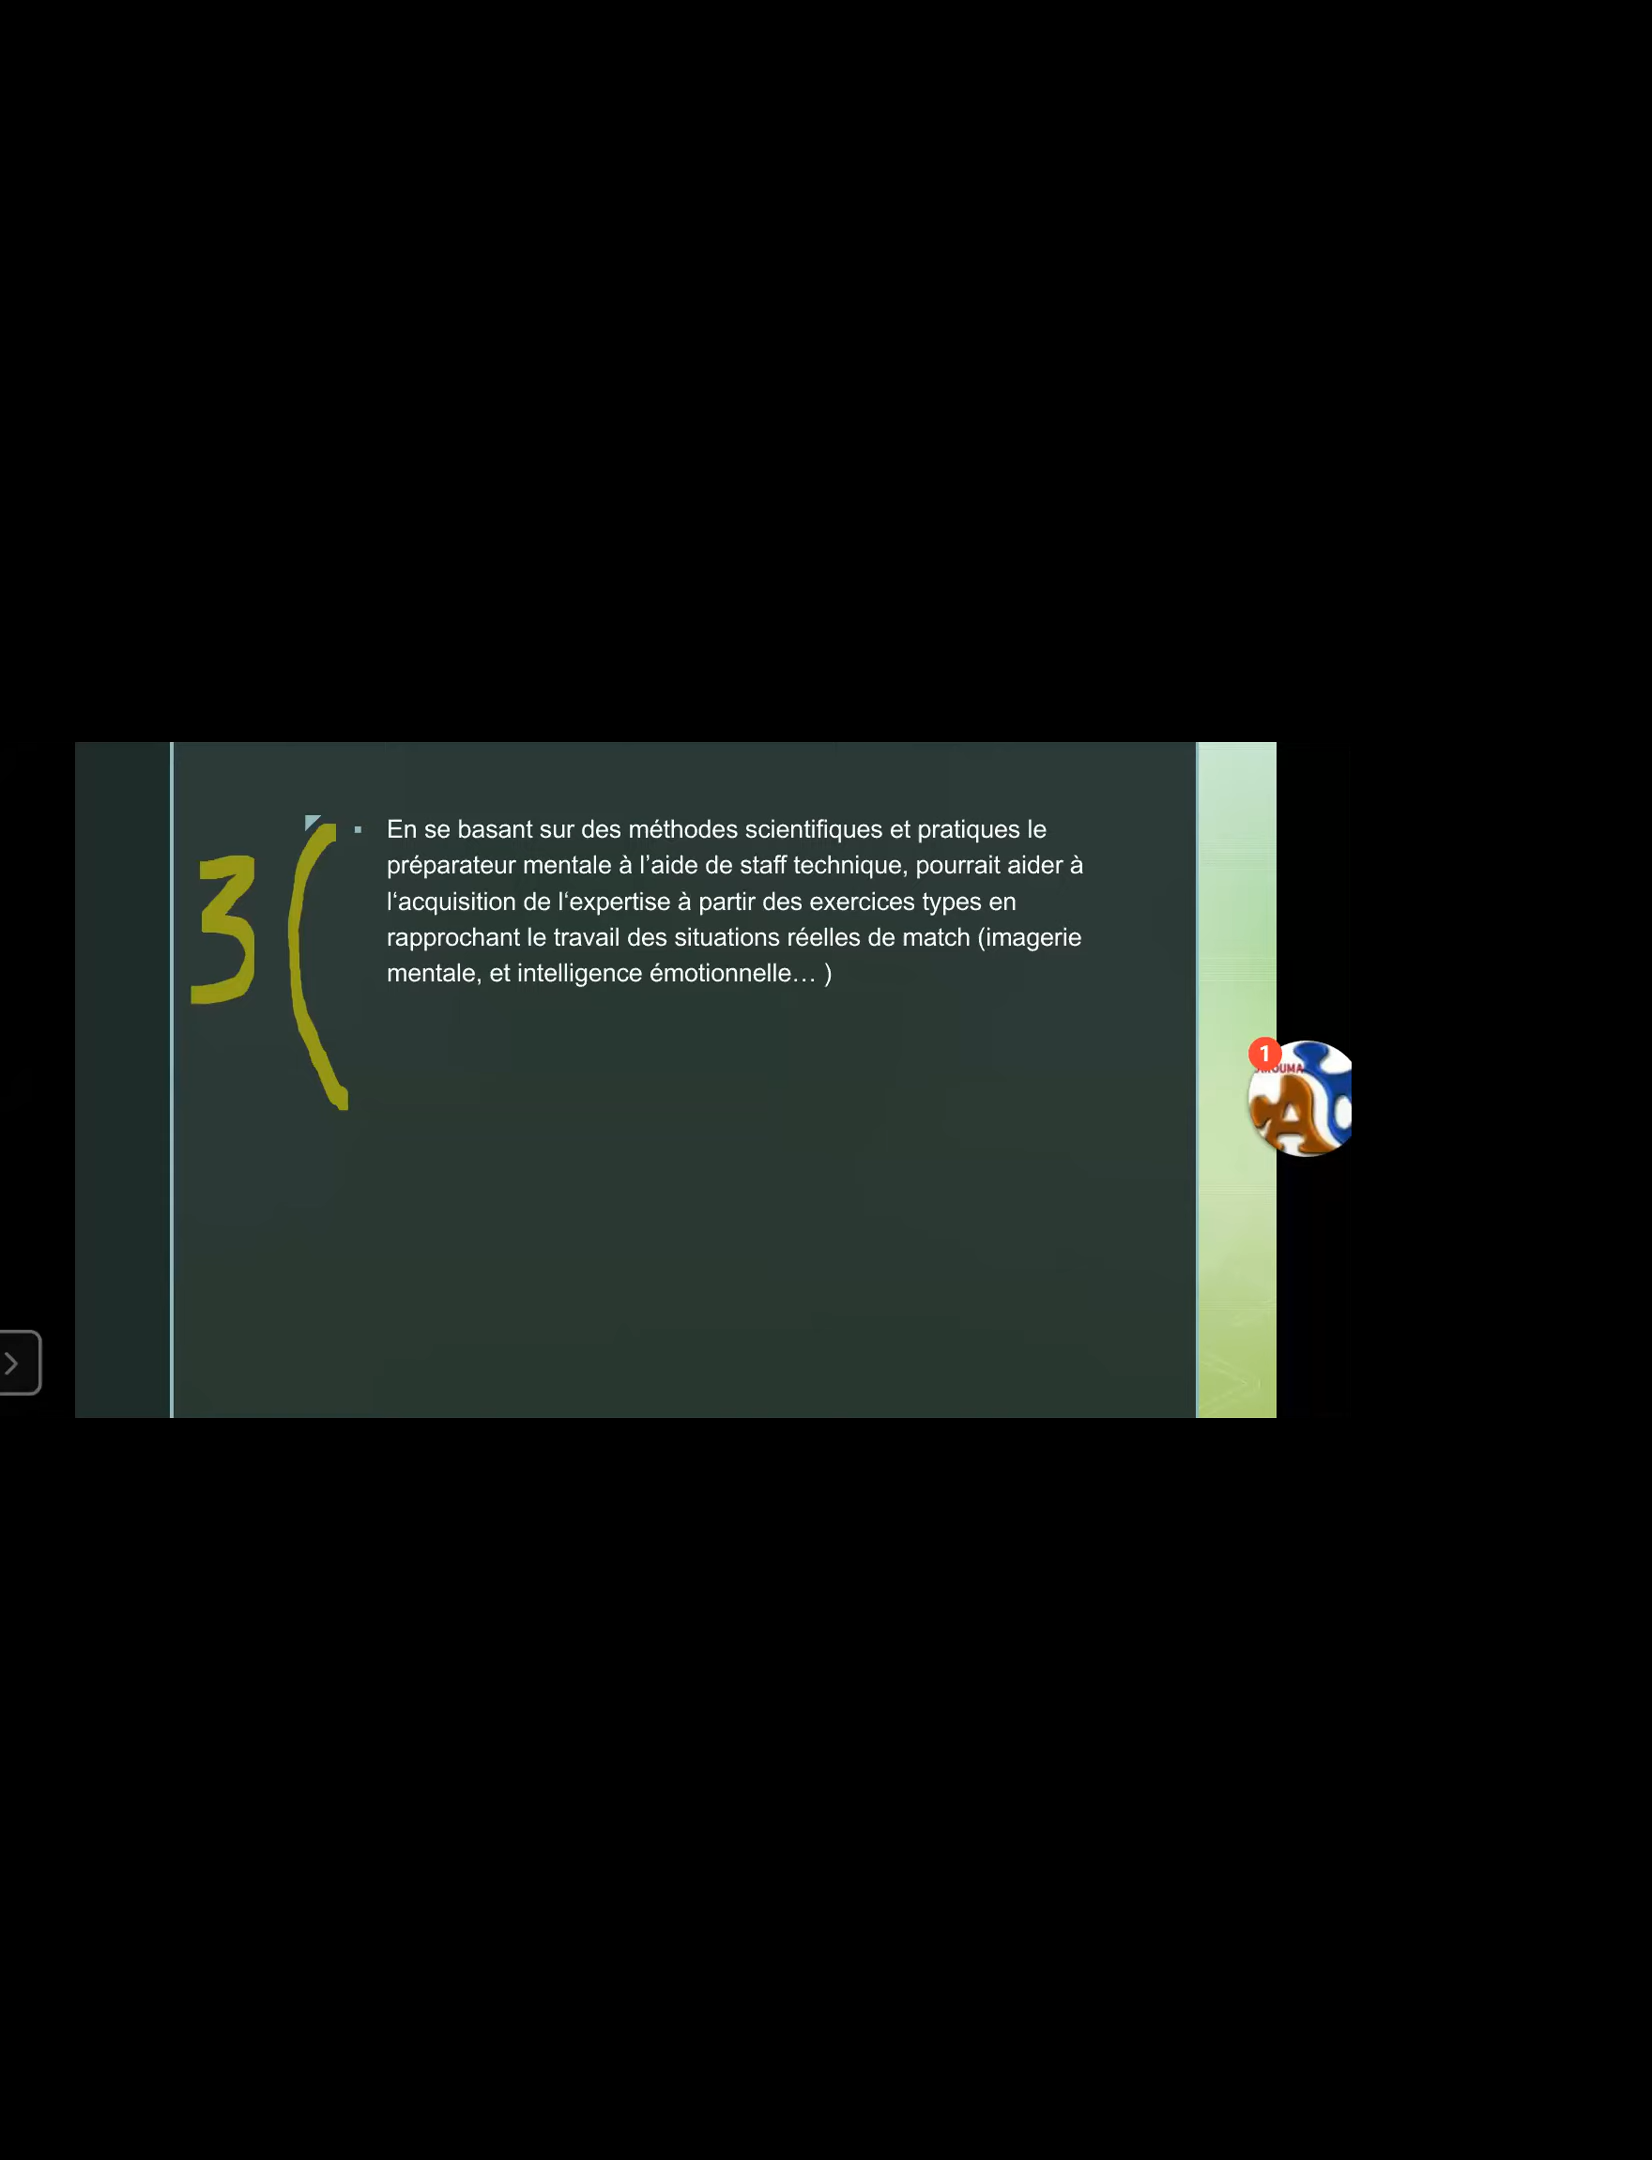 En se basant sur des méthodes scientifiques et pratiques le
préparateur mentale à l’aide de staff technique, pourrait aider à
l‘acquisition de l‘expertise à partir des exercices types en
rapprochant le travail des situations réelles de match (imagerie
mentale, et intelligence émotionnelle… )
3 (
1